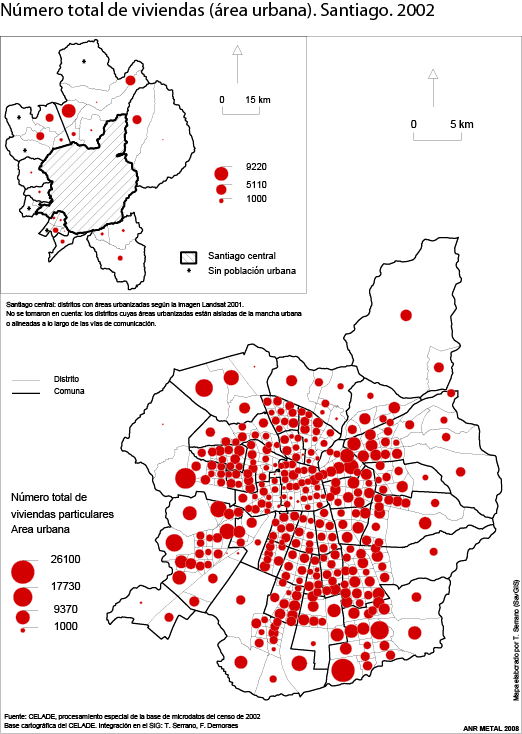 Número total de viviendas (área urbana). Santiago. 2002
0 15 km
0 5 km
9220
5110
1000
Santiago central
Sin población urbana
Santiago central: distritos con áreas urbanizadas según la imagen Landsat 2001.
No se tomaron en cuenta: los distritos cuyas áreas urbanizadas están aisladas de la mancha urbana
o alineadas a lo largo de las vías de comunicación.
Distrito
Comuna
Número total de
viviendas particulares
Area urbana
26100
17730
9370
1000
Mapa elaborado por T. Serrano (SavGIS)
Fuente: CELADE, procesamiento especial de la base de microdatos del censo de 2002
Base cartográfica del CELADE. Integración en el SIG: T. Serrano, F. Demoraes
ANR METAL 2008